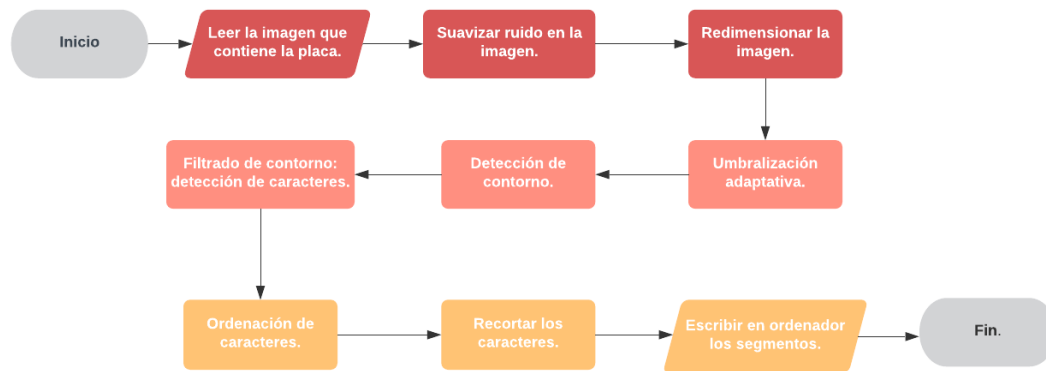 Inicio
Leer la imagen que
contiene la placa.
Suavizar ruido en la
imagen.
Redimensionar la
imagen.
Umbralización
adaptativa.
Detección de
contorno.
Filtrado de contorno:
detección de caracteres.
Ordenación de
caracteres.
Recortar los
caracteres.
Escribir en ordenador
los segmentos.
Fin.